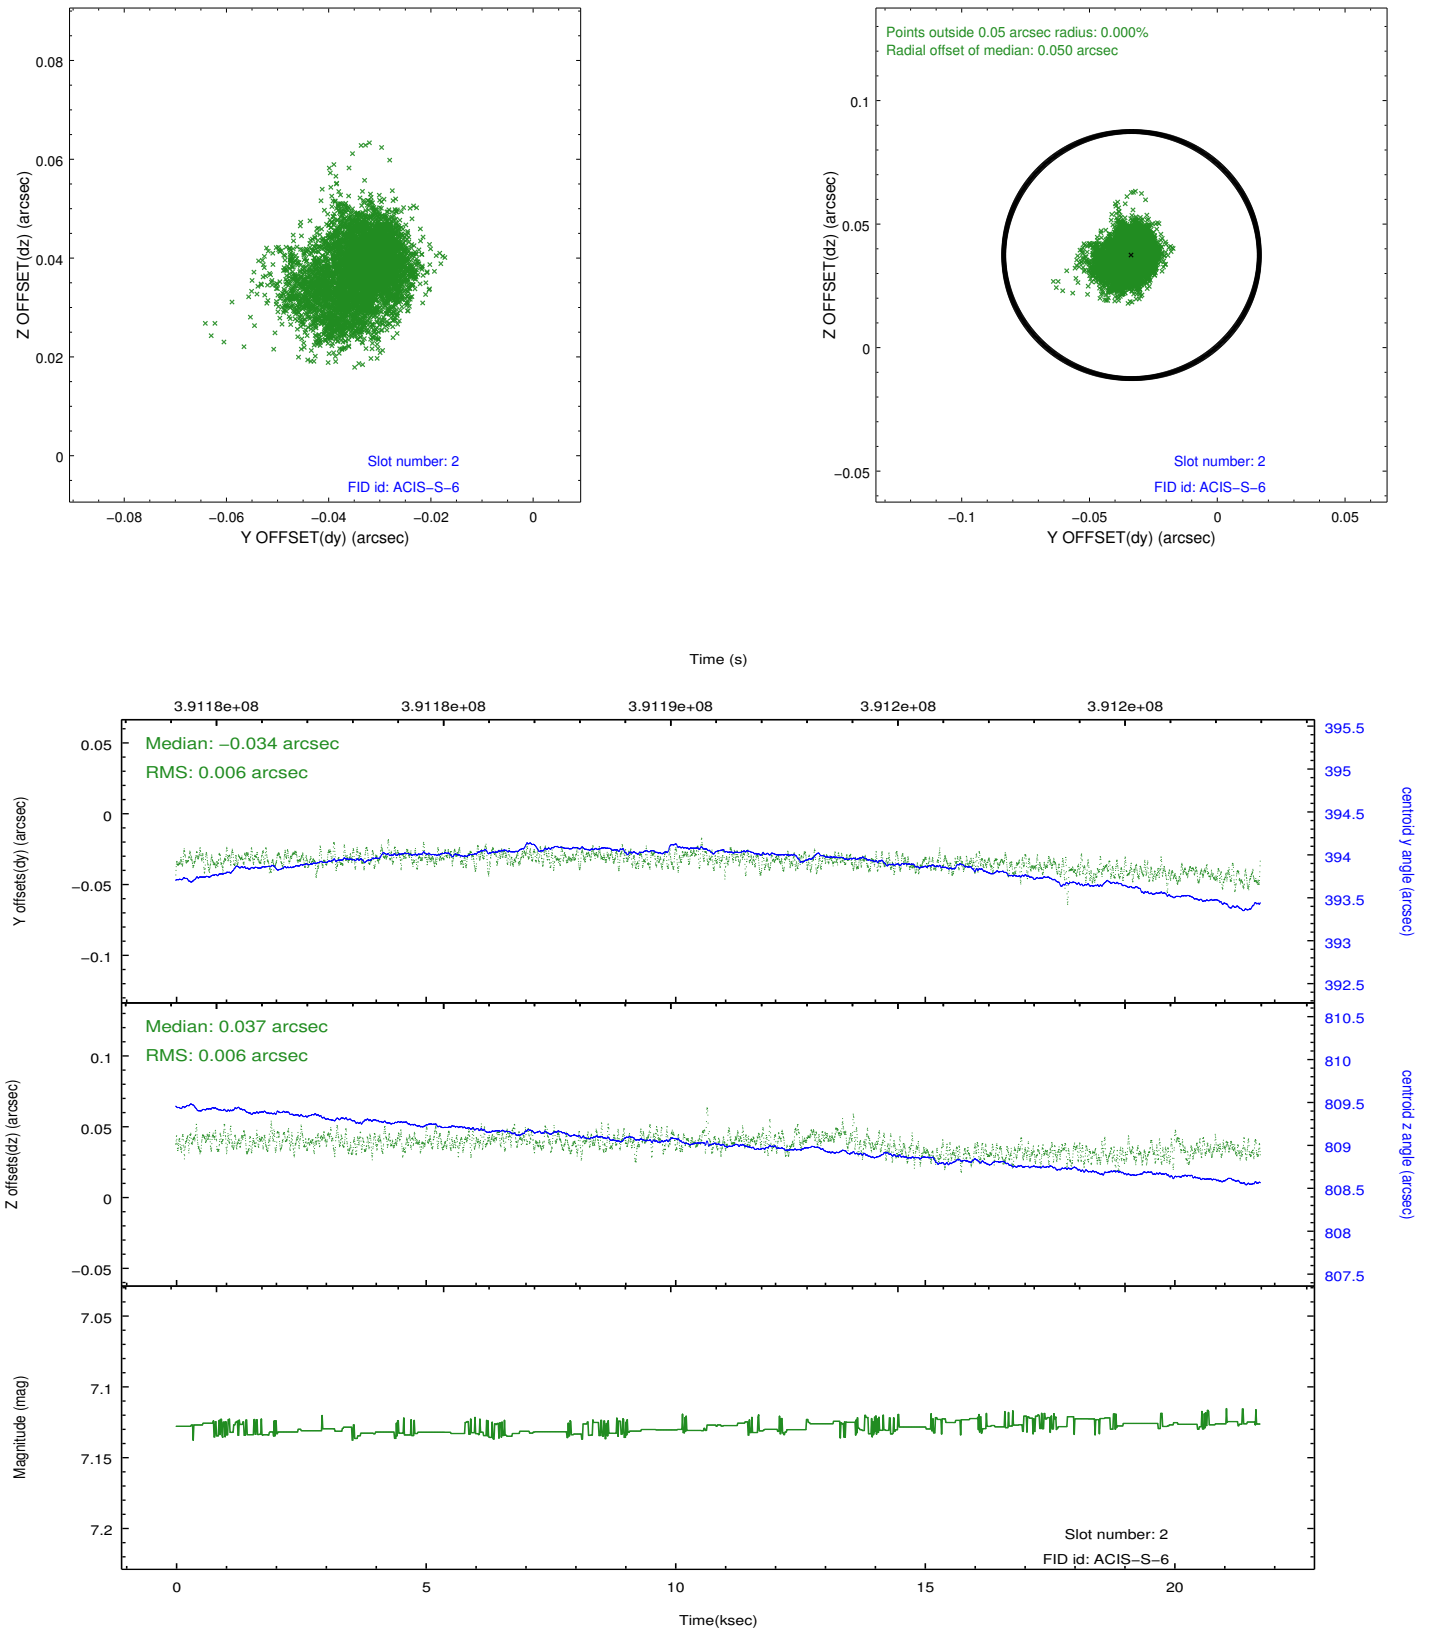 0.08
0.06
0.04
0.02
0
−0.08
−0.06
−0.04
−0.02
0
Z OFFSET(dz) (arcsec)
Y OFFSET(dy) (arcsec)
Slot number: 2
FID id: ACIS−S−6
Points outside 0.05 arcsec radius: 0.000%
Radial offset of median: 0.050 arcsec
0.1
0.05
0
−0.05
−0.1
−0.05
0
0.05
Z OFFSET(dz) (arcsec)
Y OFFSET(dy) (arcsec)
Slot number: 2
FID id: ACIS−S−6
Time (s)
3.9118e+08
3.9118e+08
3.9119e+08
3.912e+08
3.912e+08
Median: −0.034 arcsec
RMS: 0.006 arcsec
0.05
0
−0.05
−0.1
Y offsets(dy) (arcsec)
395.5
395
394.5
394
393.5
393
392.5
centroid y angle (arcsec)
Median: 0.037 arcsec
RMS: 0.006 arcsec
0.1
0.05
0
−0.05
Z offsets(dz) (arcsec)
810.5
810
809.5
809
808.5
808
807.5
centroid z angle (arcsec)
7.05
7.1
7.15
7.2
Magnitude (mag)
Slot number: 2
FID id: ACIS−S−6
0
5
10
15
20
Time(ksec)